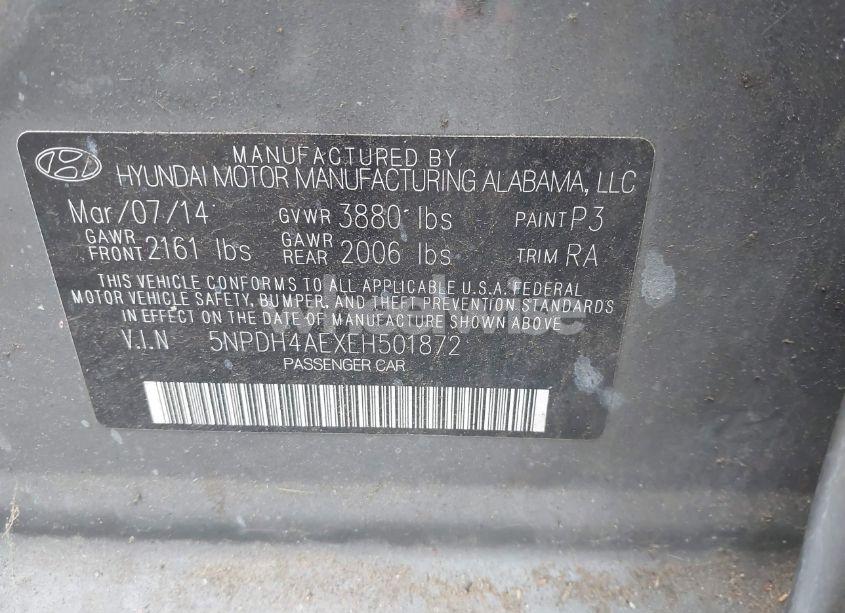 MANUFACTURED BY
HYUNDAI MOTOR MANUFACTURING ALABAMA, LLC
Mar/07/14 GVWR 3880 lbs PAINT P3
GAWR FRONT 2161 lbs GAWR REAR 2006 lbs TRIM RA
THIS VEHICLE CONFORMS TO ALL APPLICABLE U.S.A. FEDERAL
MOTOR VEHICLE SAFETY, BUMPER, AND THEFT PREVENTION STANDARDS
IN EFFECT ON THE DATE OF MANUFACTURE SHOWN ABOVE
V.I.N 5NPDH4AEXEH501872
PASSENGER CAR